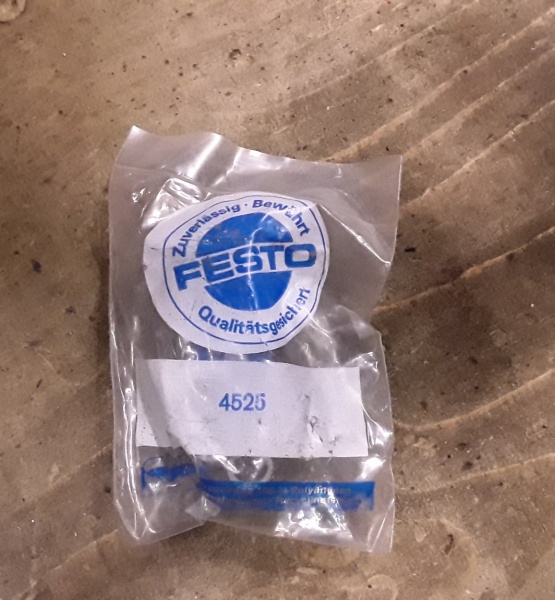 Zuverlässig · Bewährt
FESTO
Qualitätsgesichert
4525